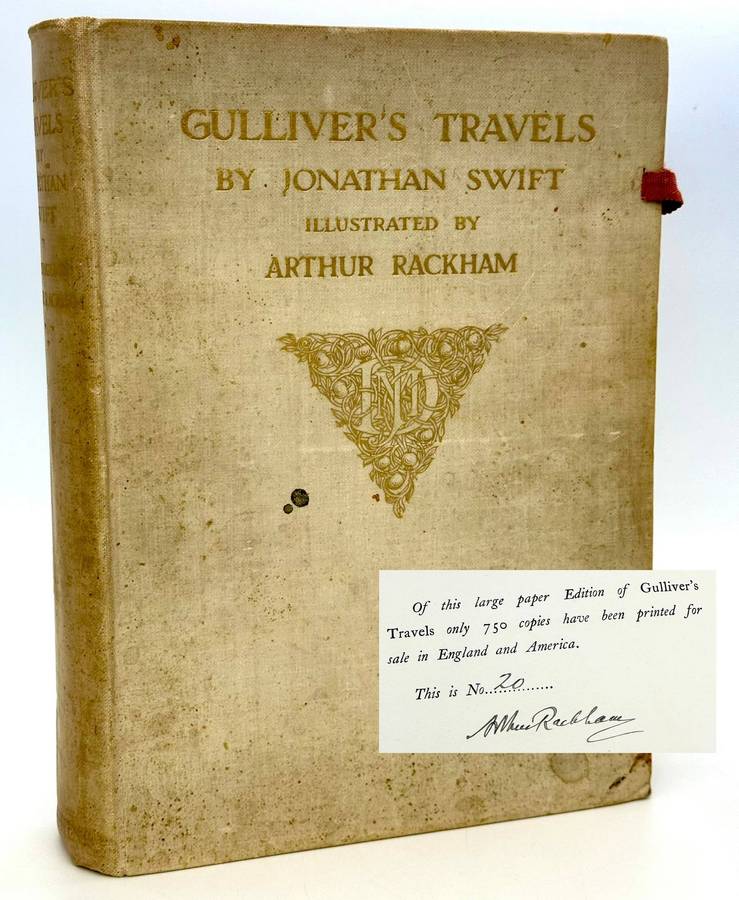 GULLIVER'S TRAVELS
BY JONATHAN SWIFT
ILLUSTRATED BY
ARTHUR RACKHAM
Of this large paper Edition of Gulliver's
Travels only 750 copies have been printed for
sale in England and America.
This is No...20...............
Arthur Rackham